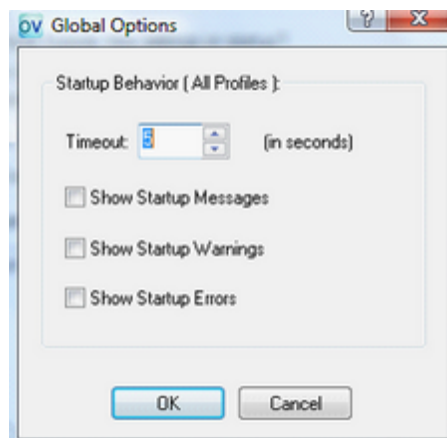 OV Global Options
Startup Behavior ( All Profiles ):
Timeout: 5 (in seconds)
Show Startup Messages
Show Startup Warnings
Show Startup Errors
OK Cancel